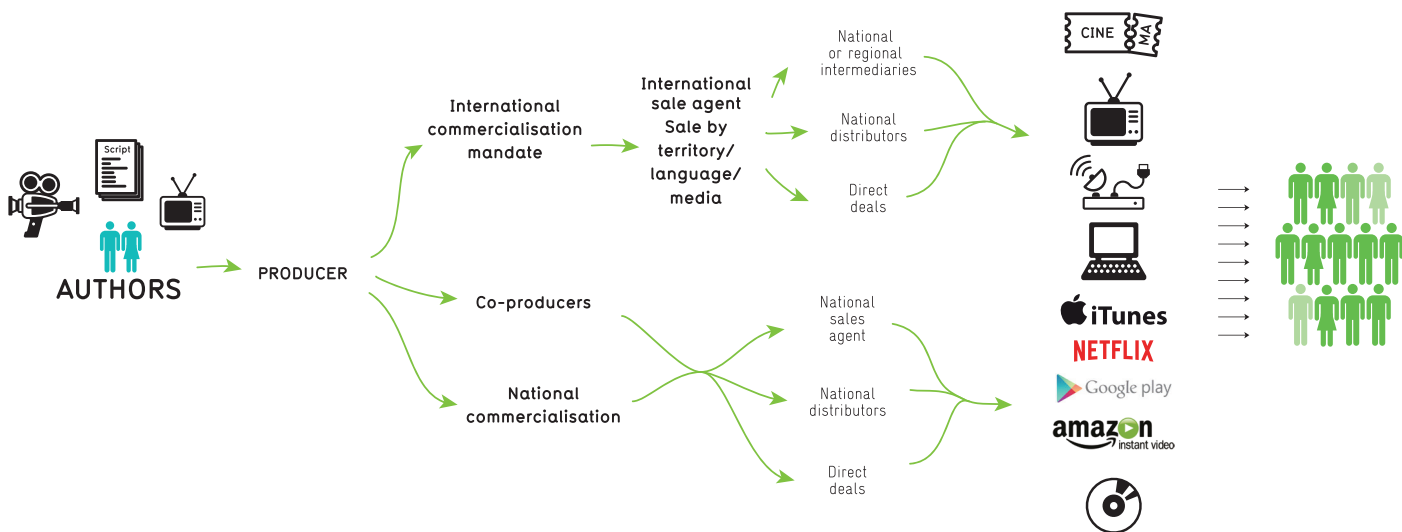 Script
AUTHORS
PRODUCER
International
commercialisation
mandate
Co-producers
National
commercialisation
International
sale agent
Sale by
territory/
language/
media
National
or regional
intermediaries
National
distributors
Direct
deals
National
sales
agent
National
distributors
Direct
deals
CINE
MA
iTunes
NETFLIX
Google play
amazon
instant video